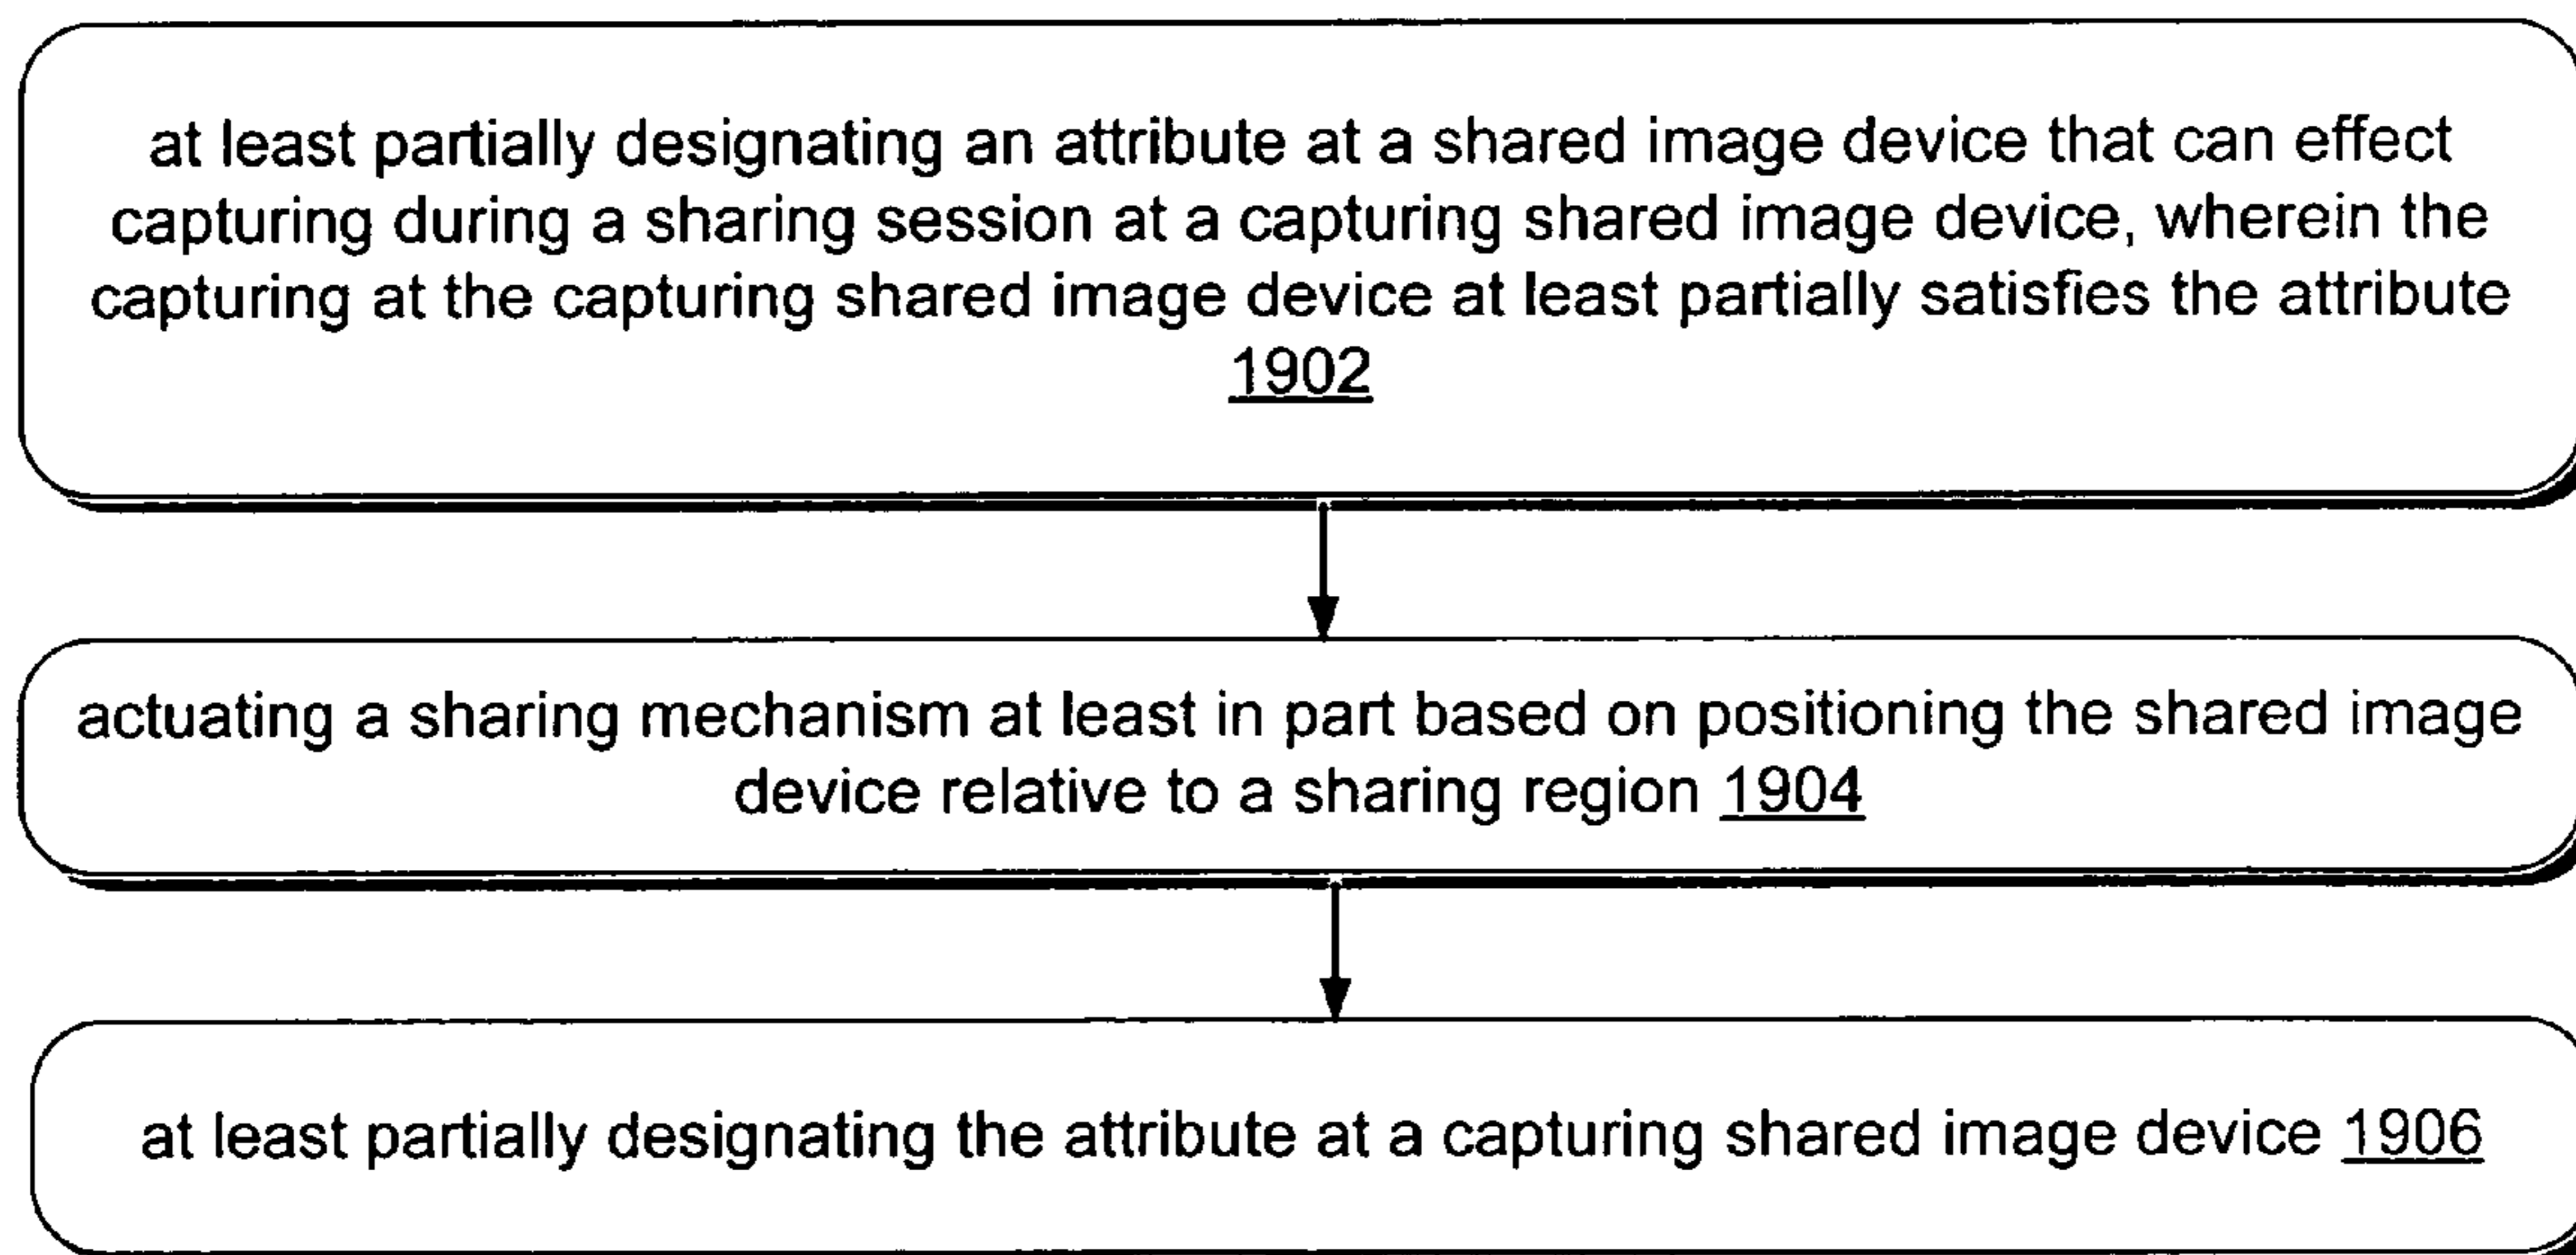 at least partially designating an attribute at a shared image device that can effect
capturing during a sharing session at a capturing shared image device, wherein the
capturing at the capturing shared image device at least partially satisfies the attribute
1902
actuating a sharing mechanism at least in part based on positioning the shared image
device relative to a sharing region 1904
at least partially designating the attribute at a capturing shared image device 1906